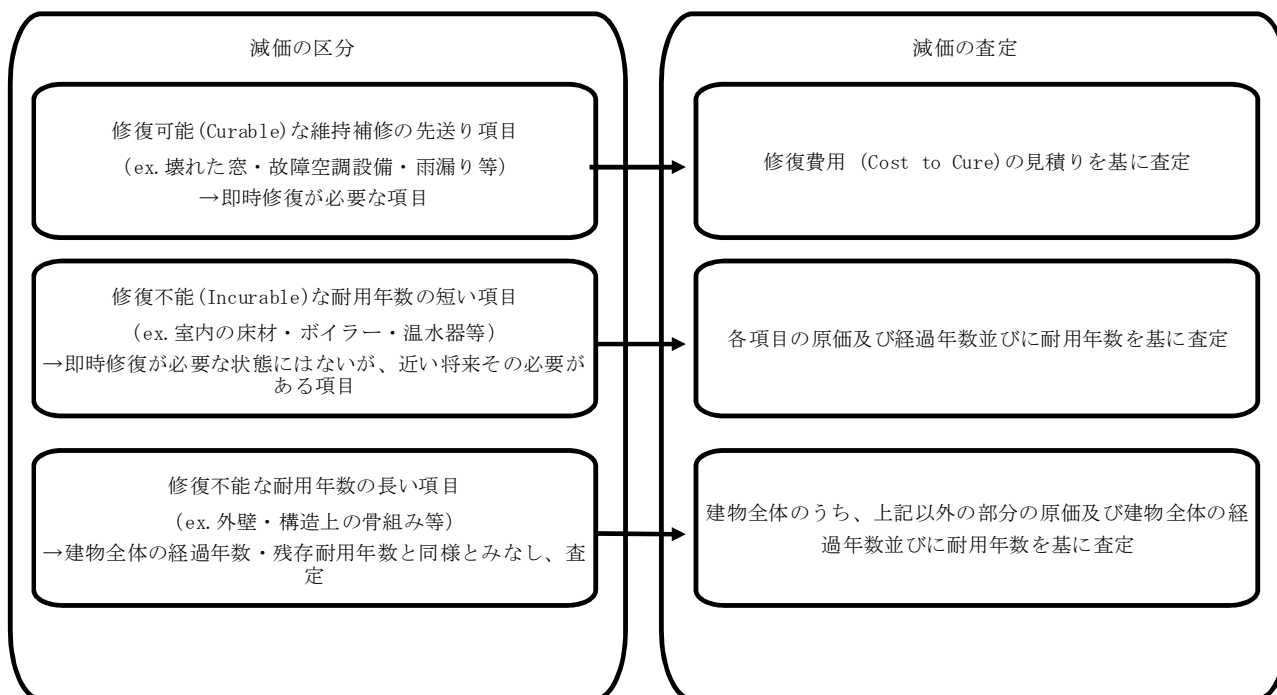 減価の区分
修復可能(Curable)な維持補修の先送り項目
(ex.壊れた窓・故障空調設備・雨漏り等)
→即時修復が必要な項目
修復不能(Incurable)な耐用年数の短い項目
(ex.室内の床材・ボイラー・温水器等)
→即時修復が必要な状態にはないが、近い将来その必要が
ある項目
修復不能な耐用年数の長い項目
(ex.外壁・構造上の骨組み等)
→建物全体の経過年数・残存耐用年数と同様とみなし、査
定
減価の査定
修復費用 (Cost to Cure)の見積りを基に査定
各項目の原価及び経過年数並びに耐用年数を基に査定
建物全体のうち、上記以外の部分の原価及び建物全体の経
過年数並びに耐用年数を基に査定